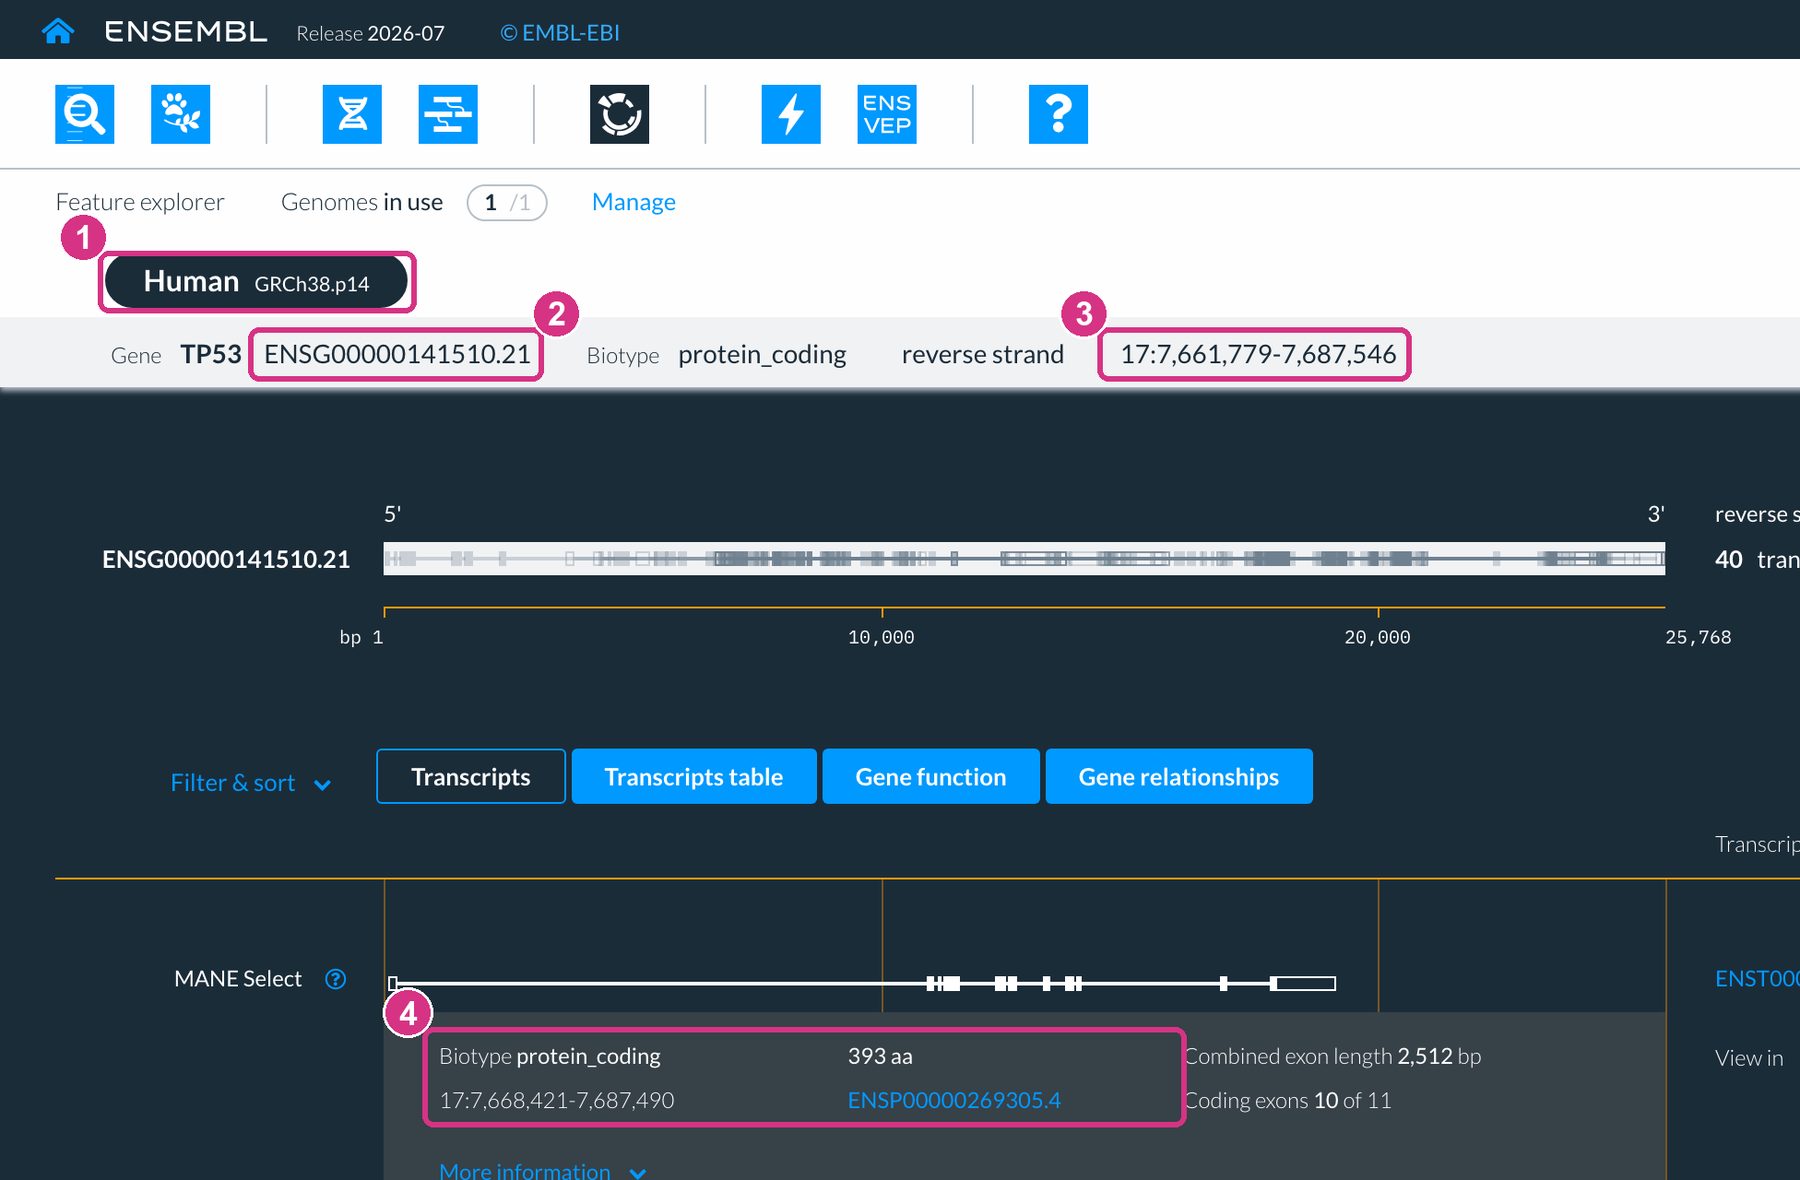 ENSEMBL Release 2026-07 © EMBL-EBI
ENS
VEP
?
Feature explorer Genomes in use 1 /1 Manage
1
Human GRCh38.p14
2
3
Gene TP53 ENSG00000141510.21 Biotype protein_coding reverse strand 17:7,661,779-7,687,546
5' 3' reverse s
ENSG00000141510.21 40 tran
bp 1 10,000 20,000 25,768
Filter & sort Transcripts Transcripts table Gene function Gene relationships
Transcrip
MANE Select ? ENST000
4
Biotype protein_coding 393 aa Combined exon length 2,512 bp View in
17:7,668,421-7,687,490 ENSP00000269305.4 Coding exons 10 of 11
More information